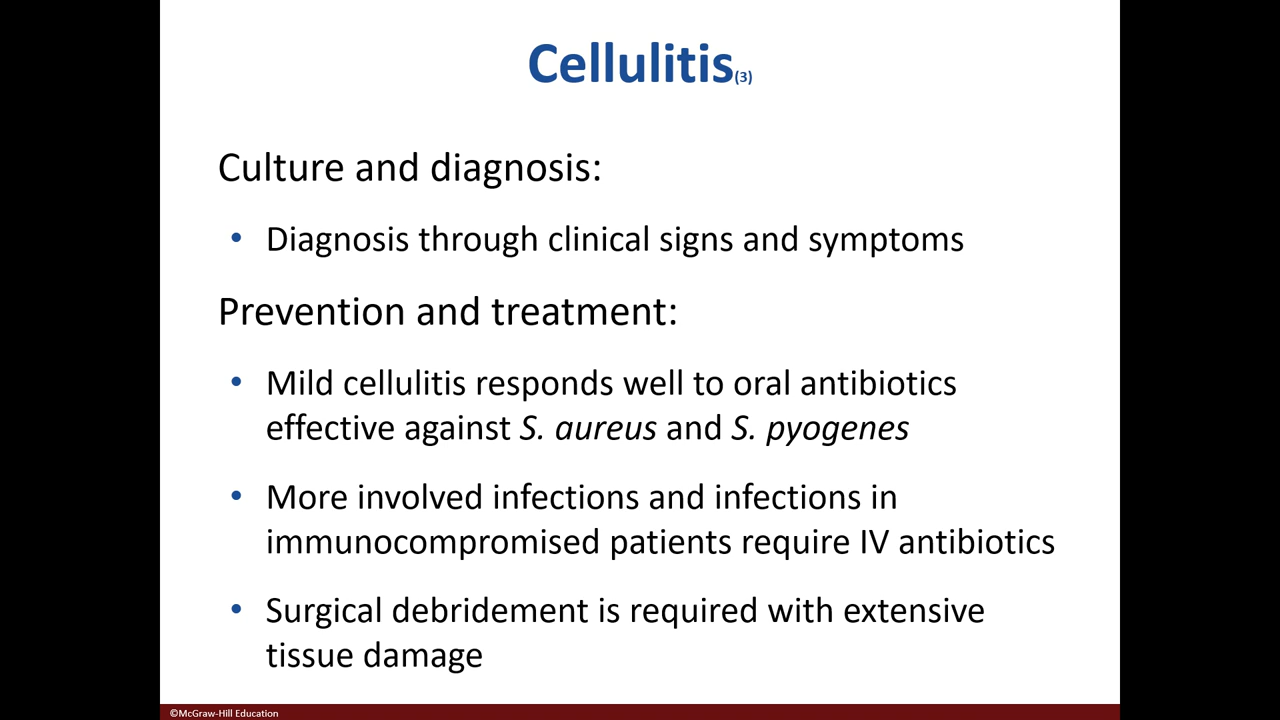 Cellulitis(3)
Culture and diagnosis:
• Diagnosis through clinical signs and symptoms
Prevention and treatment:
• Mild cellulitis responds well to oral antibiotics
effective against S. aureus and S. pyogenes
• More involved infections and infections in
immunocompromised patients require IV antibiotics
• Surgical debridement is required with extensive
tissue damage
©McGraw-Hill Education